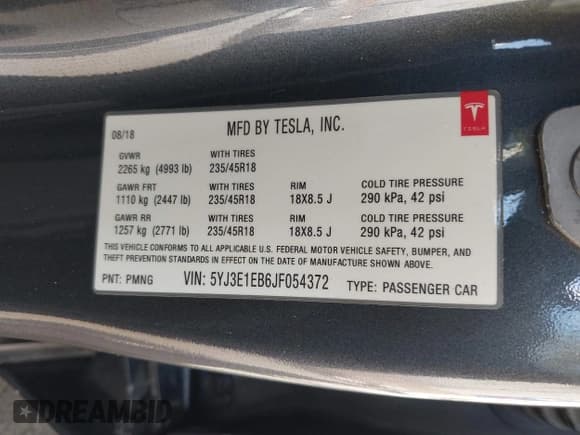 08/18 MFD BY TESLA, INC.
TESLA
GVWR WITH TIRES
2265 kg (4993 lb) 235/45R18
GAWR FRT WITH TIRES RIM COLD TIRE PRESSURE
1110 kg (2447 lb) 235/45R18 18X8.5 J 290 kPa, 42 psi
GAWR RR WITH TIRES RIM COLD TIRE PRESSURE
1257 kg (2771 lb) 235/45R18 18X8.5 J 290 kPa, 42 psi
THIS VEHICLE CONFORMS TO ALL APPLICABLE U.S. FEDERAL MOTOR VEHICLE SAFETY, BUMPER, AND
THEFT PREVENTION STANDARDS IN EFFECT ON THE DATE OF MANUFACTURE SHOWN ABOVE.
PNT: PMNG VIN: 5YJ3E1EB6JF054372 TYPE: PASSENGER CAR
DREAMBID